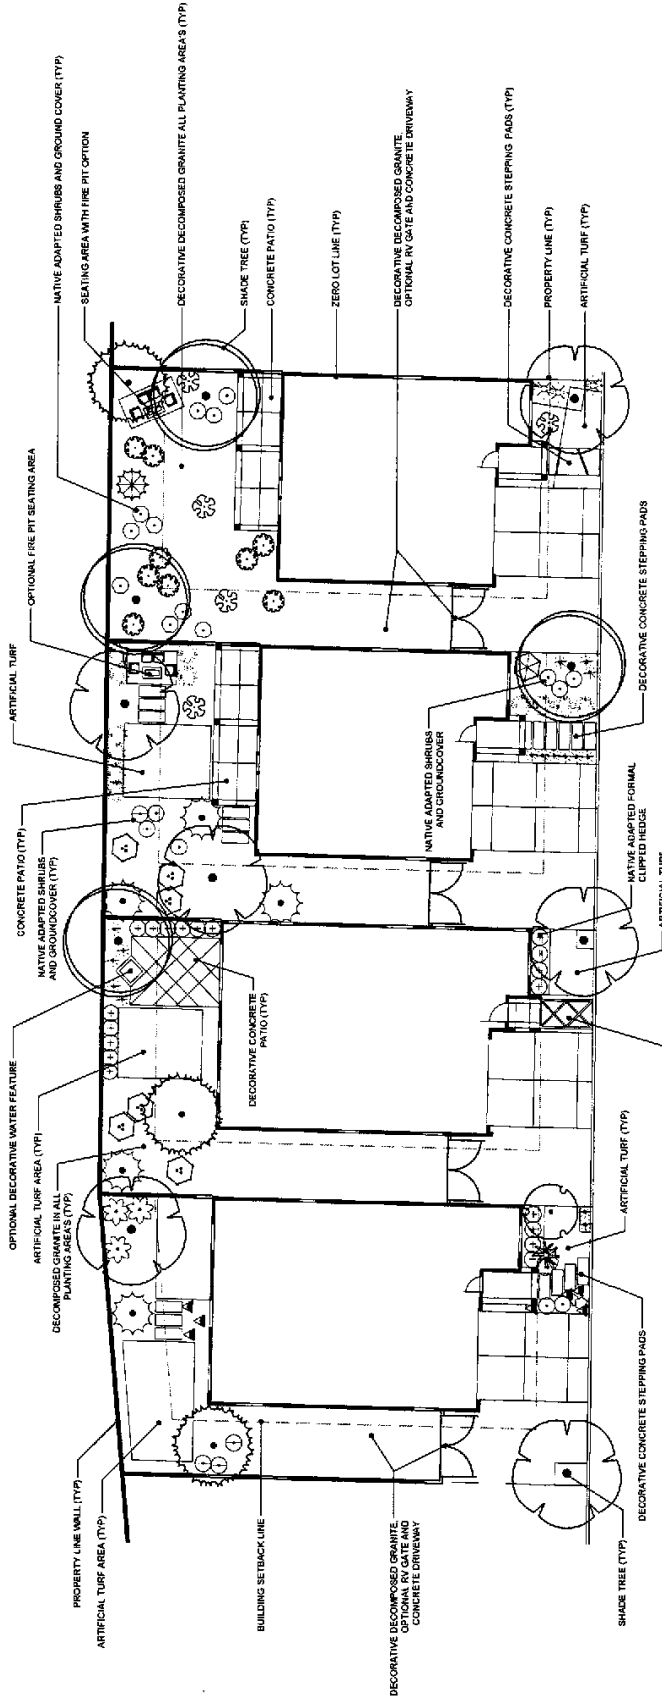 NATIVE ADAPTED SHRUBS AND GROUND COVER (TYP)
SEATING AREA WITH FIRE PIT OPTION
DECORATIVE DECOMPOSED GRANITE ALL PLANTING AREA'S (TYP)
SHADE TREE (TYP)
CONCRETE PATIO (TYP)
ZERO LOT LINE (TYP)
DECORATIVE DECOMPOSED GRANITE,
OPTIONAL RV GATE AND CONCRETE DRIVEWAY
DECORATIVE CONCRETE STEPPING PADS (TYP)
PROPERTY LINE (TYP)
ARTIFICIAL TURF (TYP)
ARTIFICIAL TURF
OPTIONAL FIRE PIT SEATING AREA
CONCRETE PATIO (TYP)
NATIVE ADAPTED SHRUBS
AND GROUNDCOVER (TYP)
NATIVE ADAPTED SHRUBS
AND GROUNDCOVER
DECORATIVE CONCRETE STEPPING PADS
NATIVE ADAPTED FORMAL
CLIPPED HEDGE
ARTIFICIAL TURF
OPTIONAL DECORATIVE WATER FEATURE
ARTIFICIAL TURF AREA (TYP)
DECOMPOSED GRANITE IN ALL
PLANTING AREA'S (TYP)
DECORATIVE CONCRETE
PATIO (TYP)
ARTIFICIAL TURF (TYP)
DECORATIVE CONCRETE STEPPING PADS
PROPERTY LINE WALL (TYP)
ARTIFICIAL TURF AREA (TYP)
BUILDING SETBACK LINE
DECORATIVE DECOMPOSED GRANITE,
OPTIONAL RV GATE AND
CONCRETE DRIVEWAY
SHADE TREE (TYP)